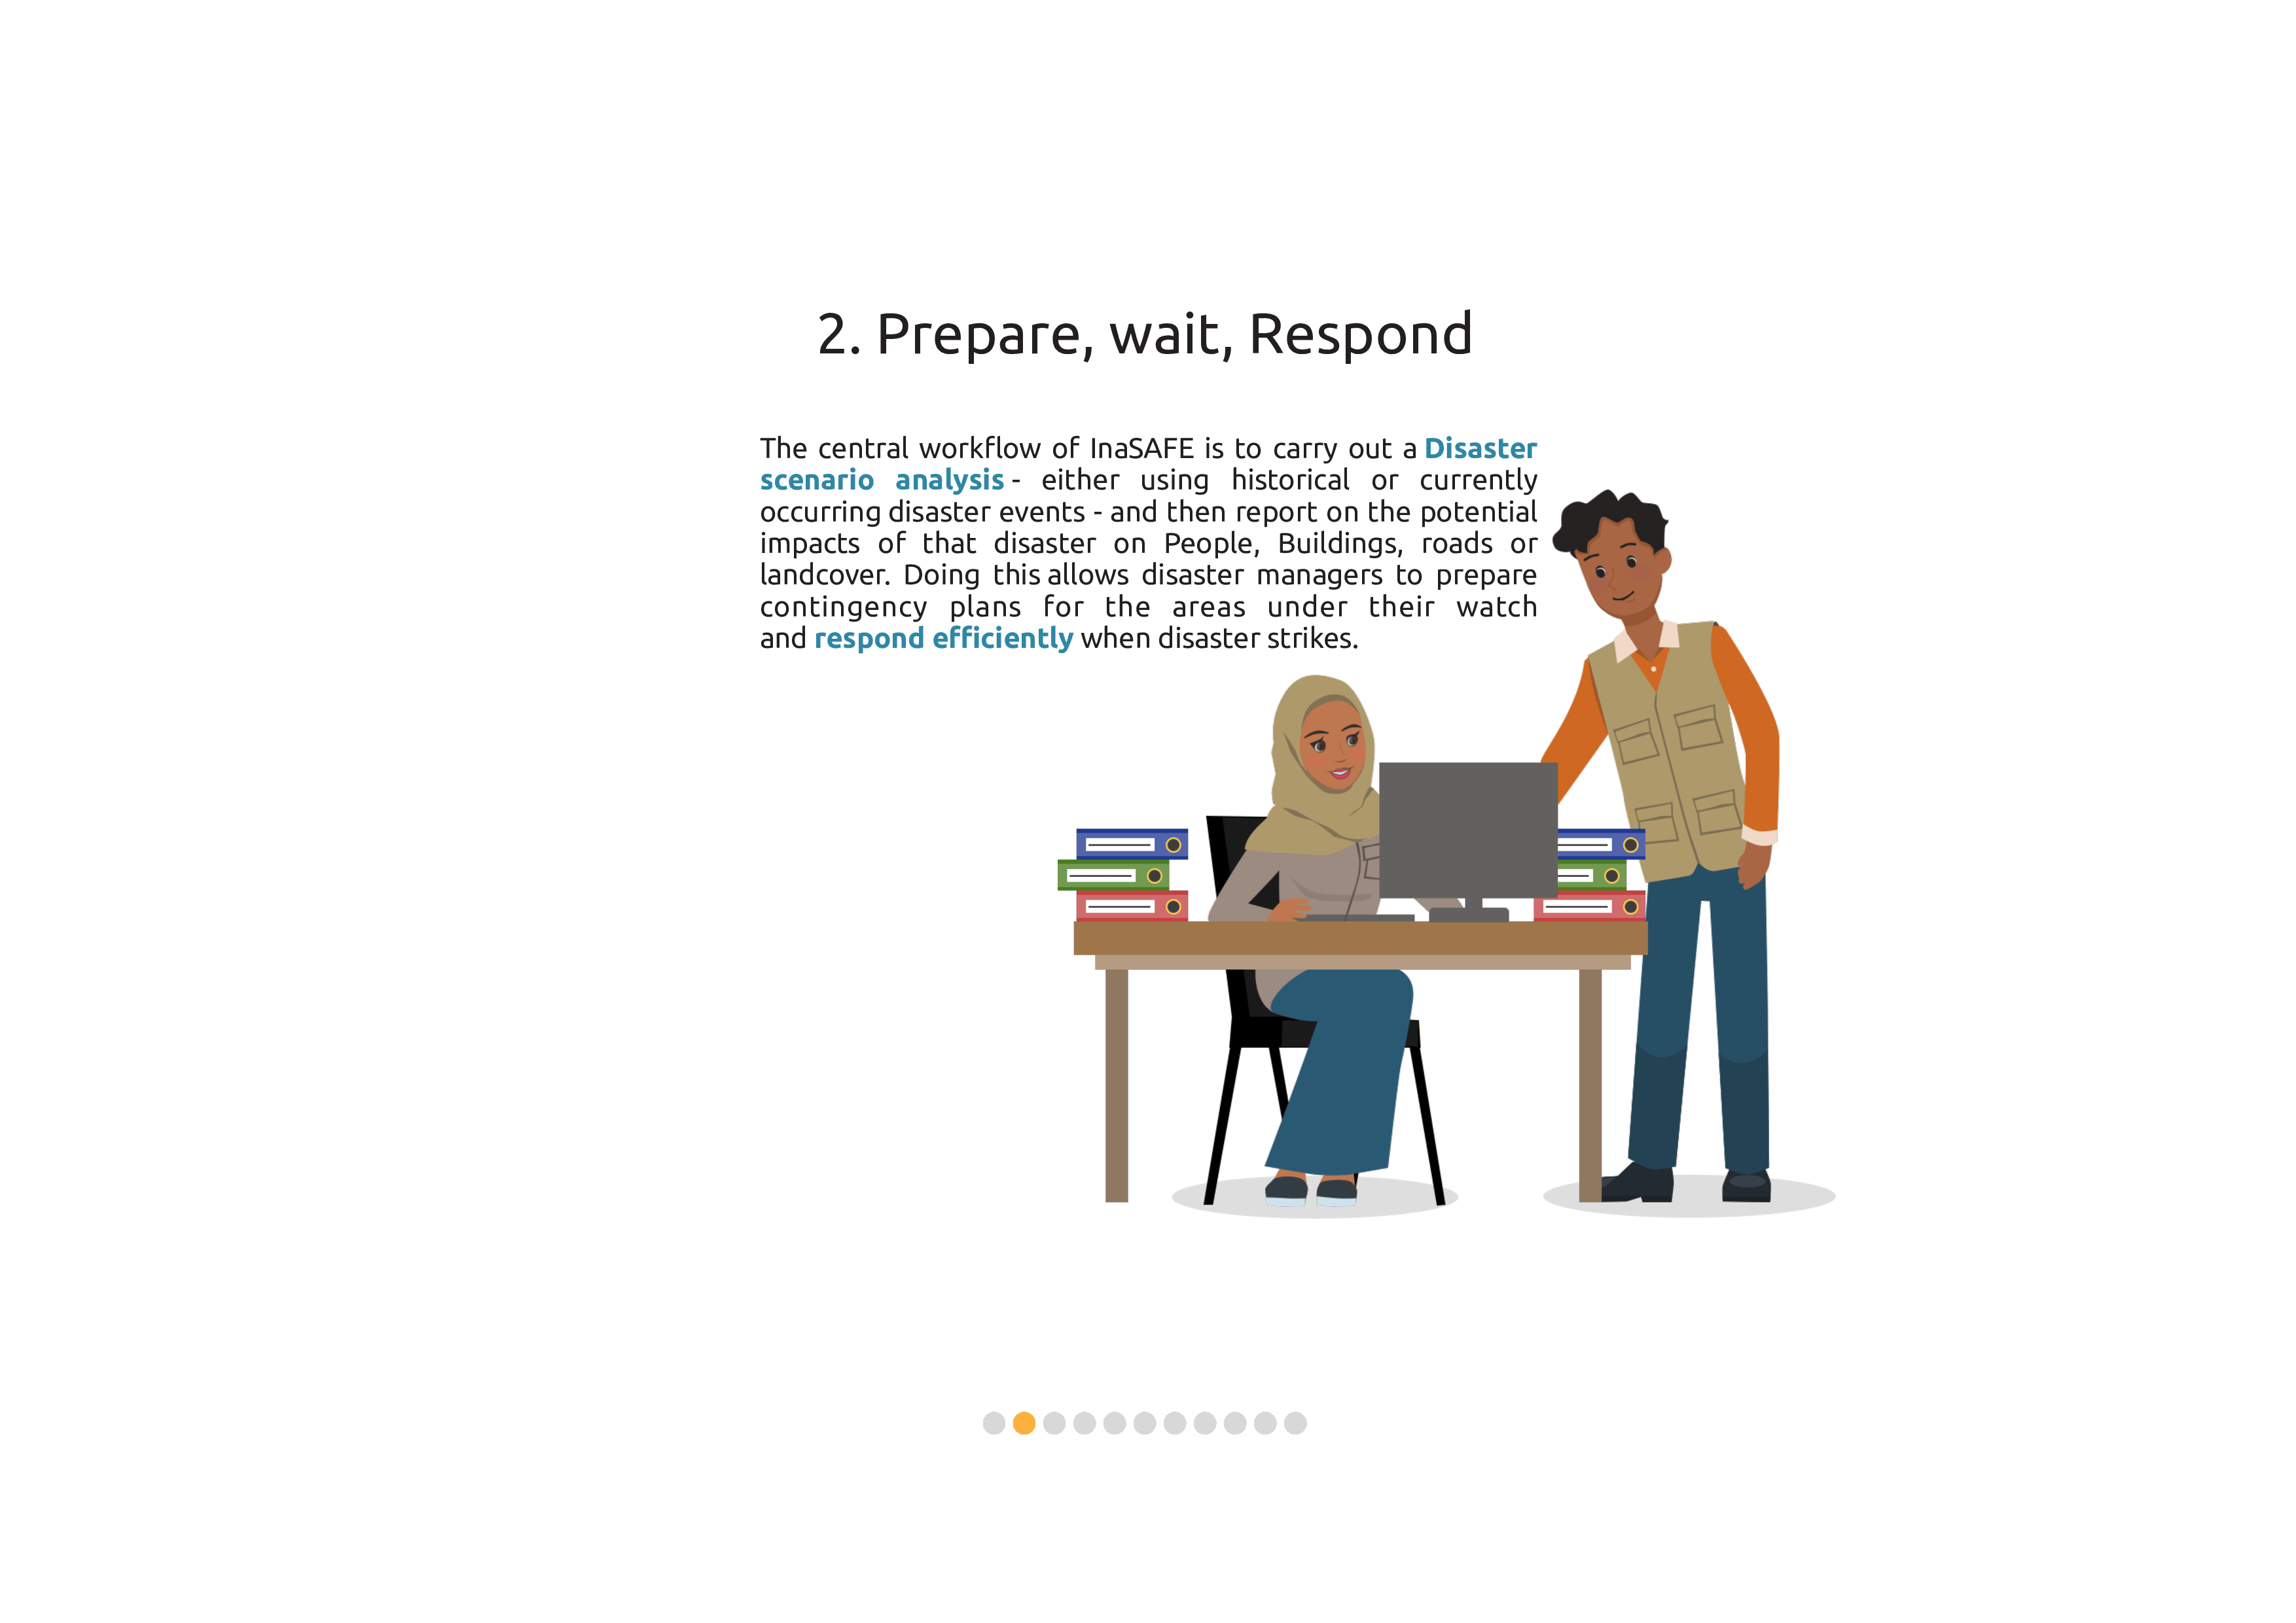 2. Prepare, wait, Respond
The central workflow of InaSAFE is to carry out a Disaster
scenario analysis - either using historical or currently
occurring disaster events - and then report on the potential
impacts of that disaster on People, Buildings, roads or
landcover. Doing this allows disaster managers to prepare
contingency plans for the areas under their watch
and respond efficiently when disaster strikes.